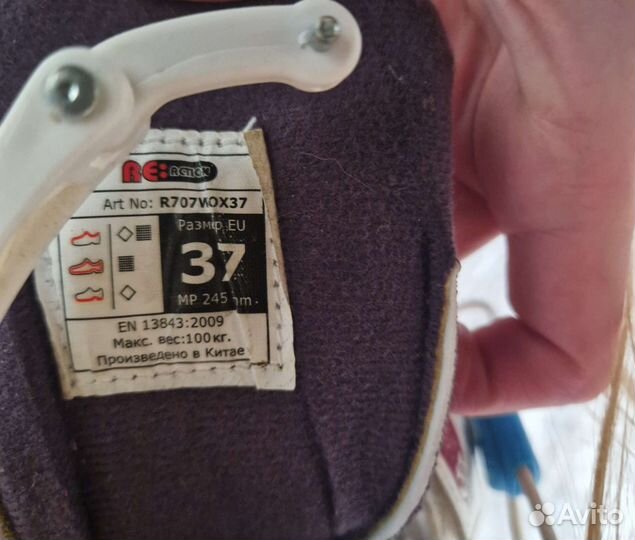 RE:ACTION
Art No: R707WOX37
Размер EU
37
MP 245 mm
EN 13843:2009
Макс. вес:100кг.
Произведено в Китае
Avito